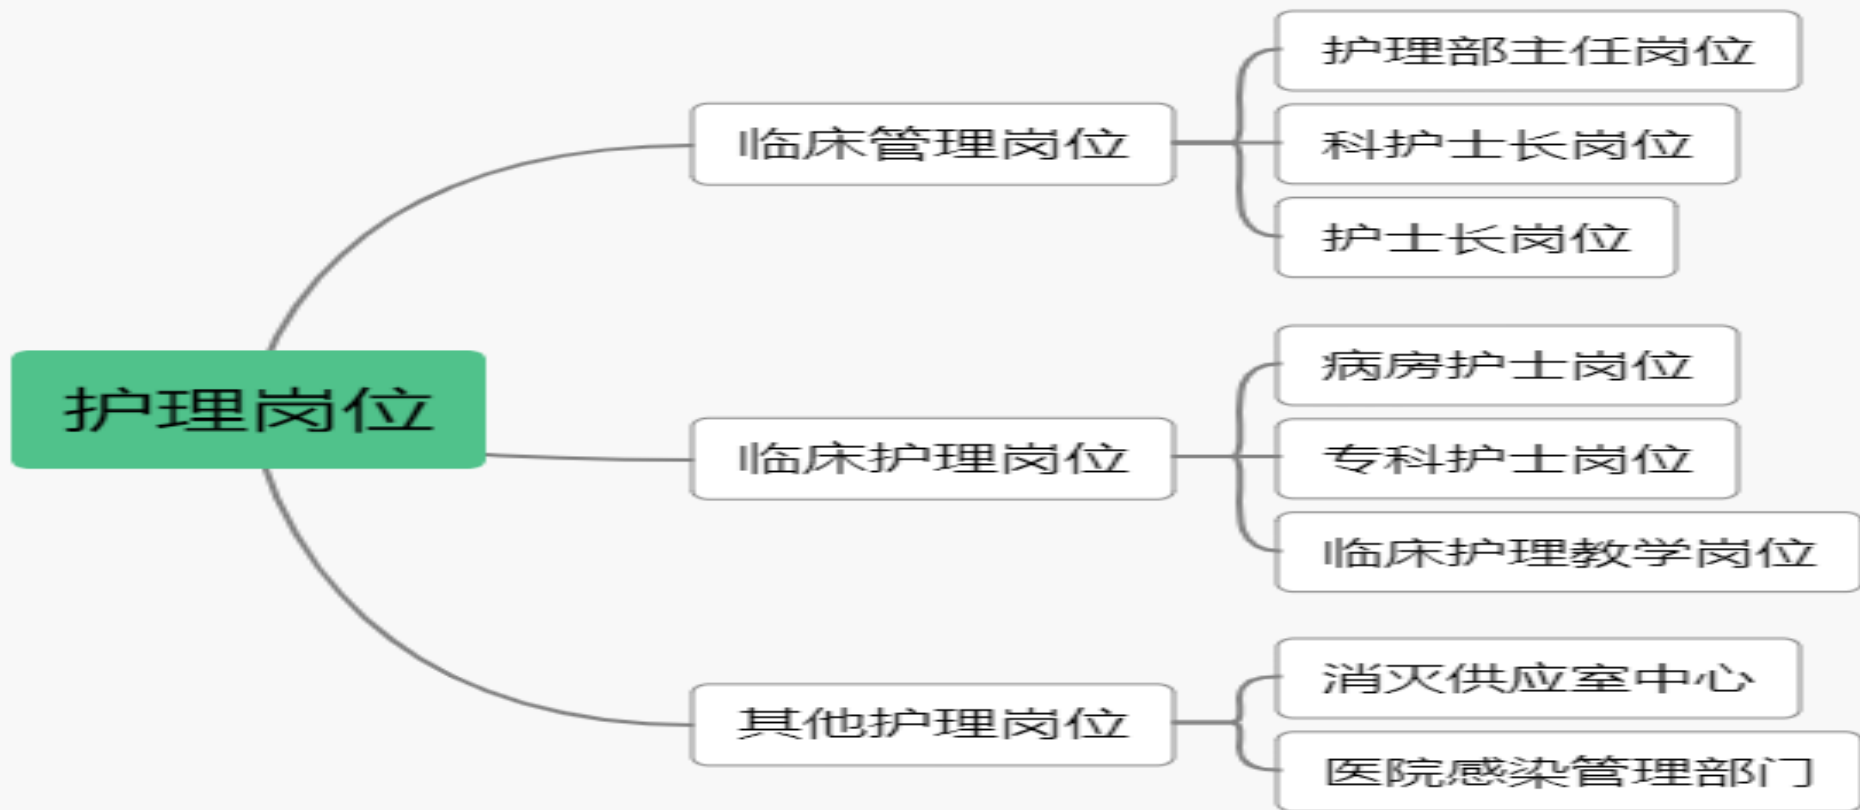 护理岗位
临床管理岗位
护理部主任岗位
科护士长岗位
护士长岗位
临床护理岗位
病房护士岗位
专科护士岗位
临床护理教学岗位
其他护理岗位
消灭供应室中心
医院感染管理部门